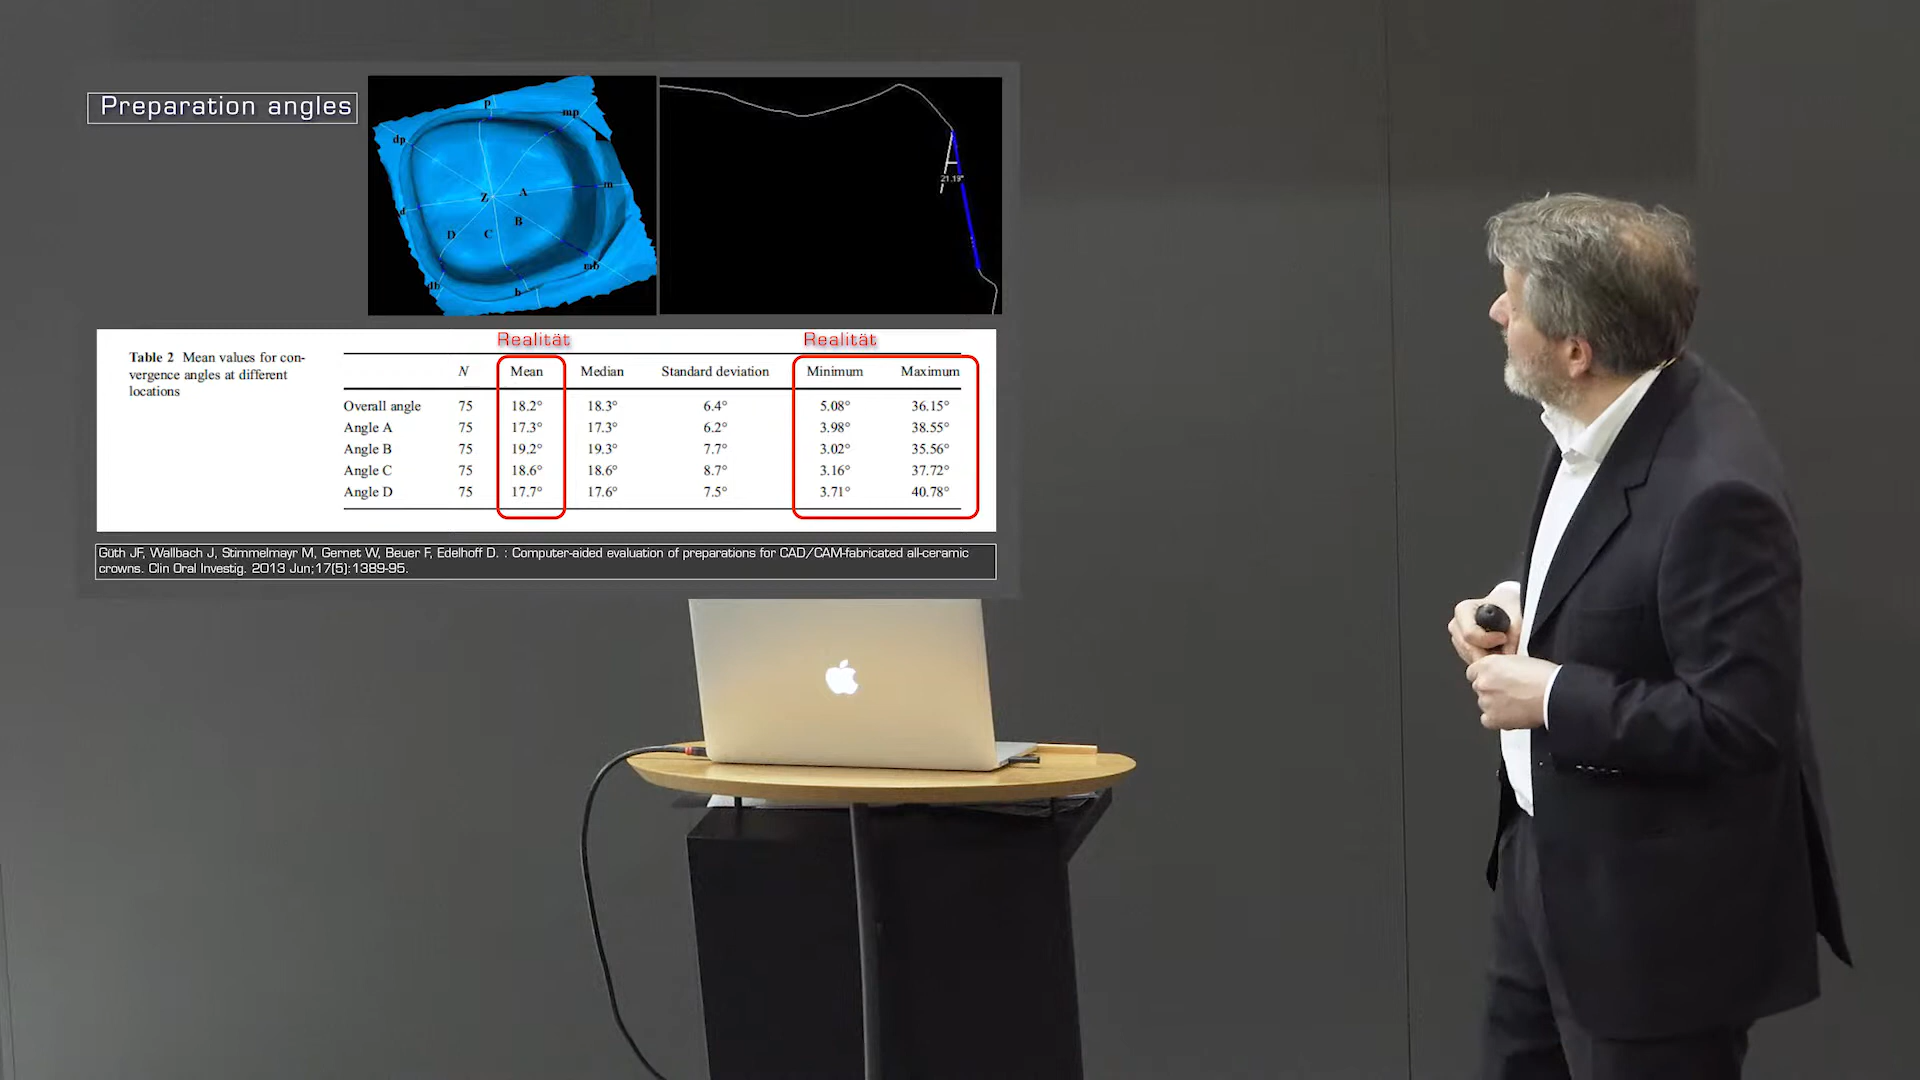 Preparation angles
p
mp
dp
m
Z
A
B
d
D
C
mb
db
b
21.19°
Realität
Realität
Table 2 Mean values for con-
vergence angles at different
locations
N Mean Median Standard deviation Minimum Maximum
Overall angle 75 18.2° 18.3° 6.4° 5.08° 36.15°
Angle A 75 17.3° 17.3° 6.2° 3.98° 38.55°
Angle B 75 19.2° 19.3° 7.7° 3.02° 35.56°
Angle C 75 18.6° 18.6° 8.7° 3.16° 37.72°
Angle D 75 17.7° 17.6° 7.5° 3.71° 40.78°
Güth JF, Wallbach J, Stimmelmayr M, Gernet W, Beuer F, Edelhoff D. : Computer-aided evaluation of preparations for CAD/CAM-fabricated all-ceramic
crowns. Clin Oral Investig. 2013 Jun;17(5):1389-95.